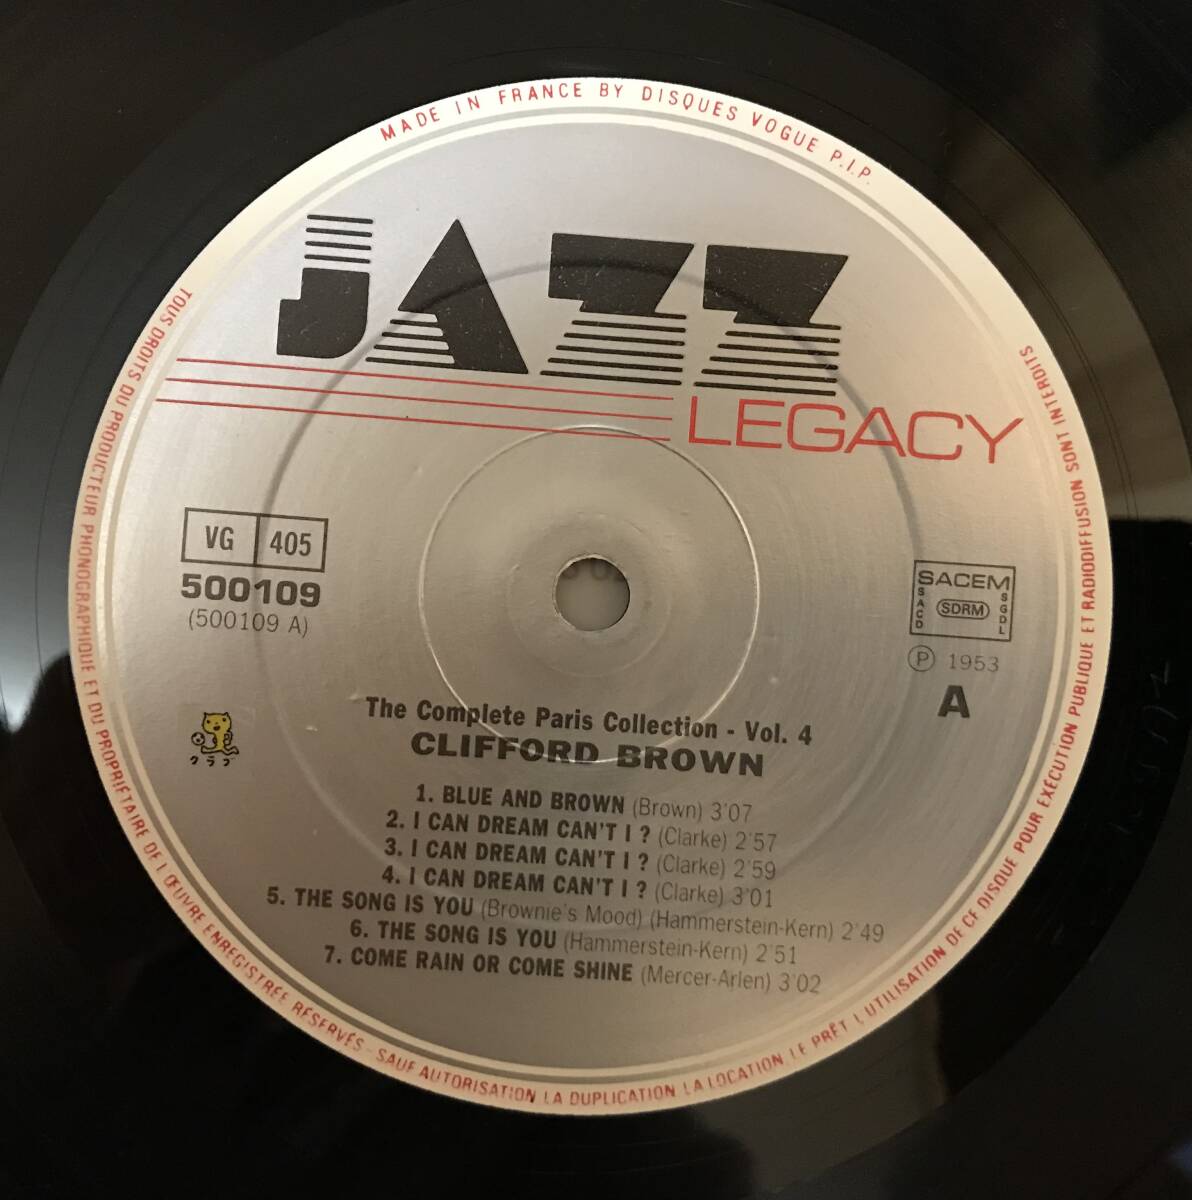 MADE IN FRANCE BY DISQUES VOGUE P.I.P.
JAZZ
LEGACY
VG 405
500109
(500109 A)
SACEM
SACD
SDRM
SGDL
Ⓟ 1953
A
クラブ
The Complete Paris Collection - Vol. 4
CLIFFORD BROWN
1. BLUE AND BROWN (Brown) 3'07
2. I CAN DREAM CAN'T I ? (Clarke) 2'57
3. I CAN DREAM CAN'T I ? (Clarke) 2'59
4. I CAN DREAM CAN'T I ? (Clarke) 3'01
5. THE SONG IS YOU (Brownie's Mood) (Hammerstein-Kern) 2'49
6. THE SONG IS YOU (Hammerstein-Kern) 2'51
7. COME RAIN OR COME SHINE (Mercer-Arlen) 3'02
TOUS DROITS DU PRODUCTEUR PHONOGRAPHIQUE ET DU PROPRIÉTAIRE DE L'ŒUVRE ENREGISTRÉE RÉSERVÉS - SAUF AUTORISATION LA DUPLICATION LA LOCATION LE PRÊT L'UTILISATION DE CE DISQUE POUR EXÉCUTION PUBLIQUE ET RADIODIFFUSION SONT INTERDITS